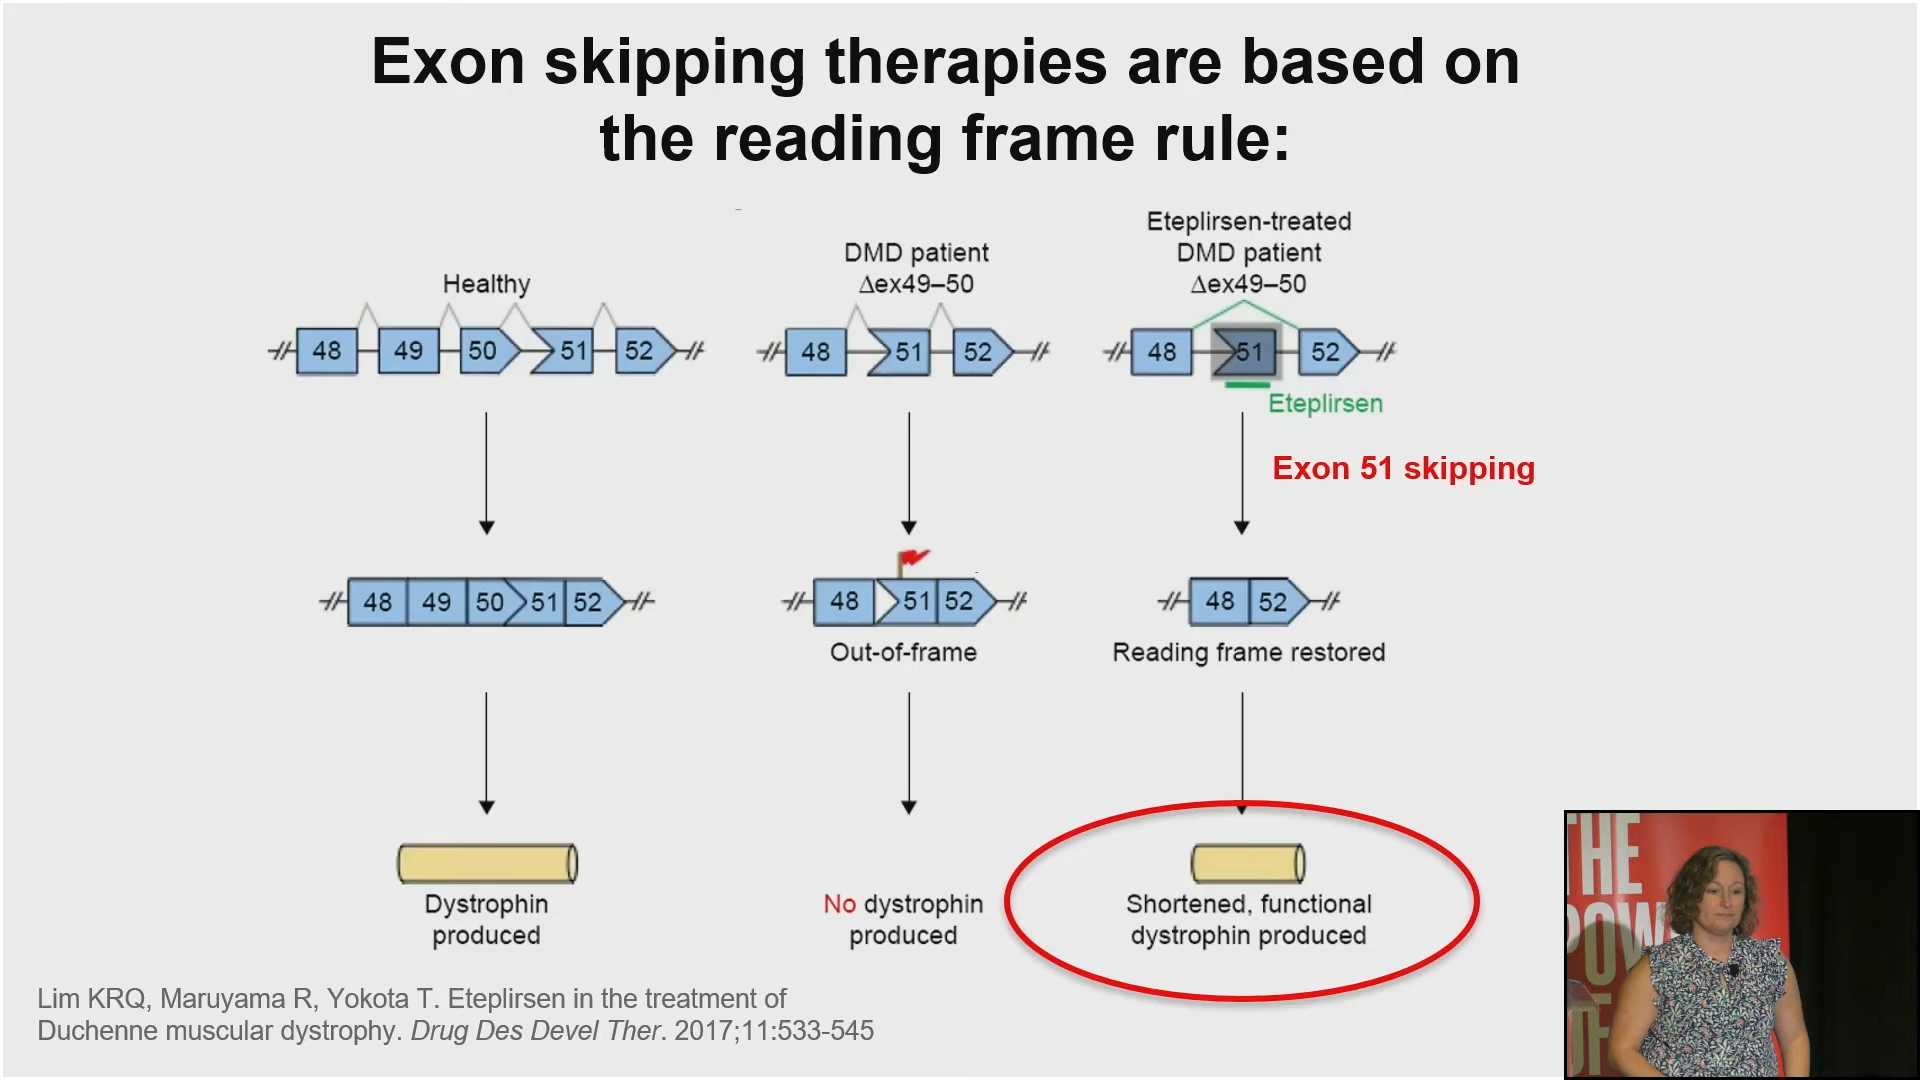 Exon skipping therapies are based on
the reading frame rule:
Healthy
48 49 50 51 52
48 49 50 51 52
Dystrophin
produced
DMD patient
Δex49–50
48 51 52
48 51 52
Out-of-frame
No dystrophin
produced
Eteplirsen-treated
DMD patient
Δex49–50
48 51 52
Eteplirsen
Exon 51 skipping
48 52
Reading frame restored
Shortened, functional
dystrophin produced
Lim KRQ, Maruyama R, Yokota T. Eteplirsen in the treatment of
Duchenne muscular dystrophy. Drug Des Devel Ther. 2017;11:533-545
THE
POW
OF